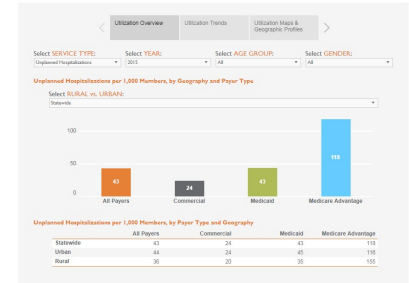 Utilization Overview
Utilization Trends
Utilization Maps & Geographic Profiles
Select SERVICE TYPE:
Select YEAR:
Select AGE GROUP:
Select GENDER:
Unplanned Hospitalizations
2015
All
All
Unplanned Hospitalizations per 1,000 Members, by Geography and Payer Type
Select RURAL vs. URBAN:
Statewide
100
50
0
43
24
43
118
All Payers
Commercial
Medicaid
Medicare Advantage
Unplanned Hospitalizations per 1,000 Members, by Payer Type and Geography
All Payers Commercial Medicaid Medicare Advantage
Statewide 43 24 43 118
Urban 44 24 45 116
Rural 36 20 35 155